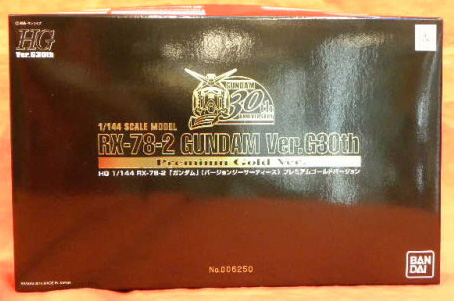 HG
Ver.G30th
GUNDAM
30th
ANNIVERSARY
1/144 SCALE MODEL
RX-78-2 GUNDAM Ver.G30th
Premium Gold Ver.
HG 1/144 RX-78-2 「ガンダム」(バージョンジーサーティース) プレミアムゴールドバージョン
No.006250
BAN
DAI